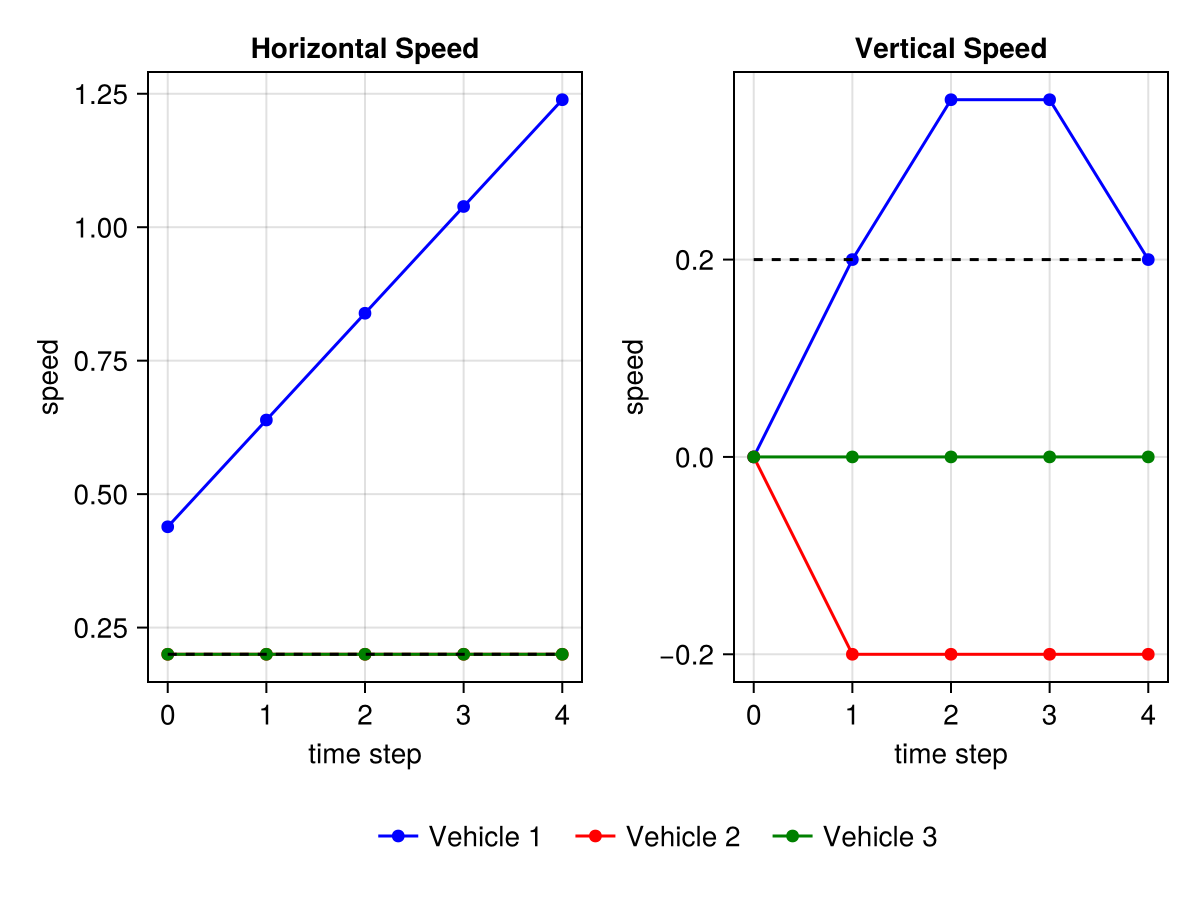 Horizontal Speed
1.25
1.00
0.75
0.50
0.25
speed
0 1 2 3 4
time step
Vertical Speed
0.2
0.0
−0.2
speed
0 1 2 3 4
time step
Vehicle 1 Vehicle 2 Vehicle 3